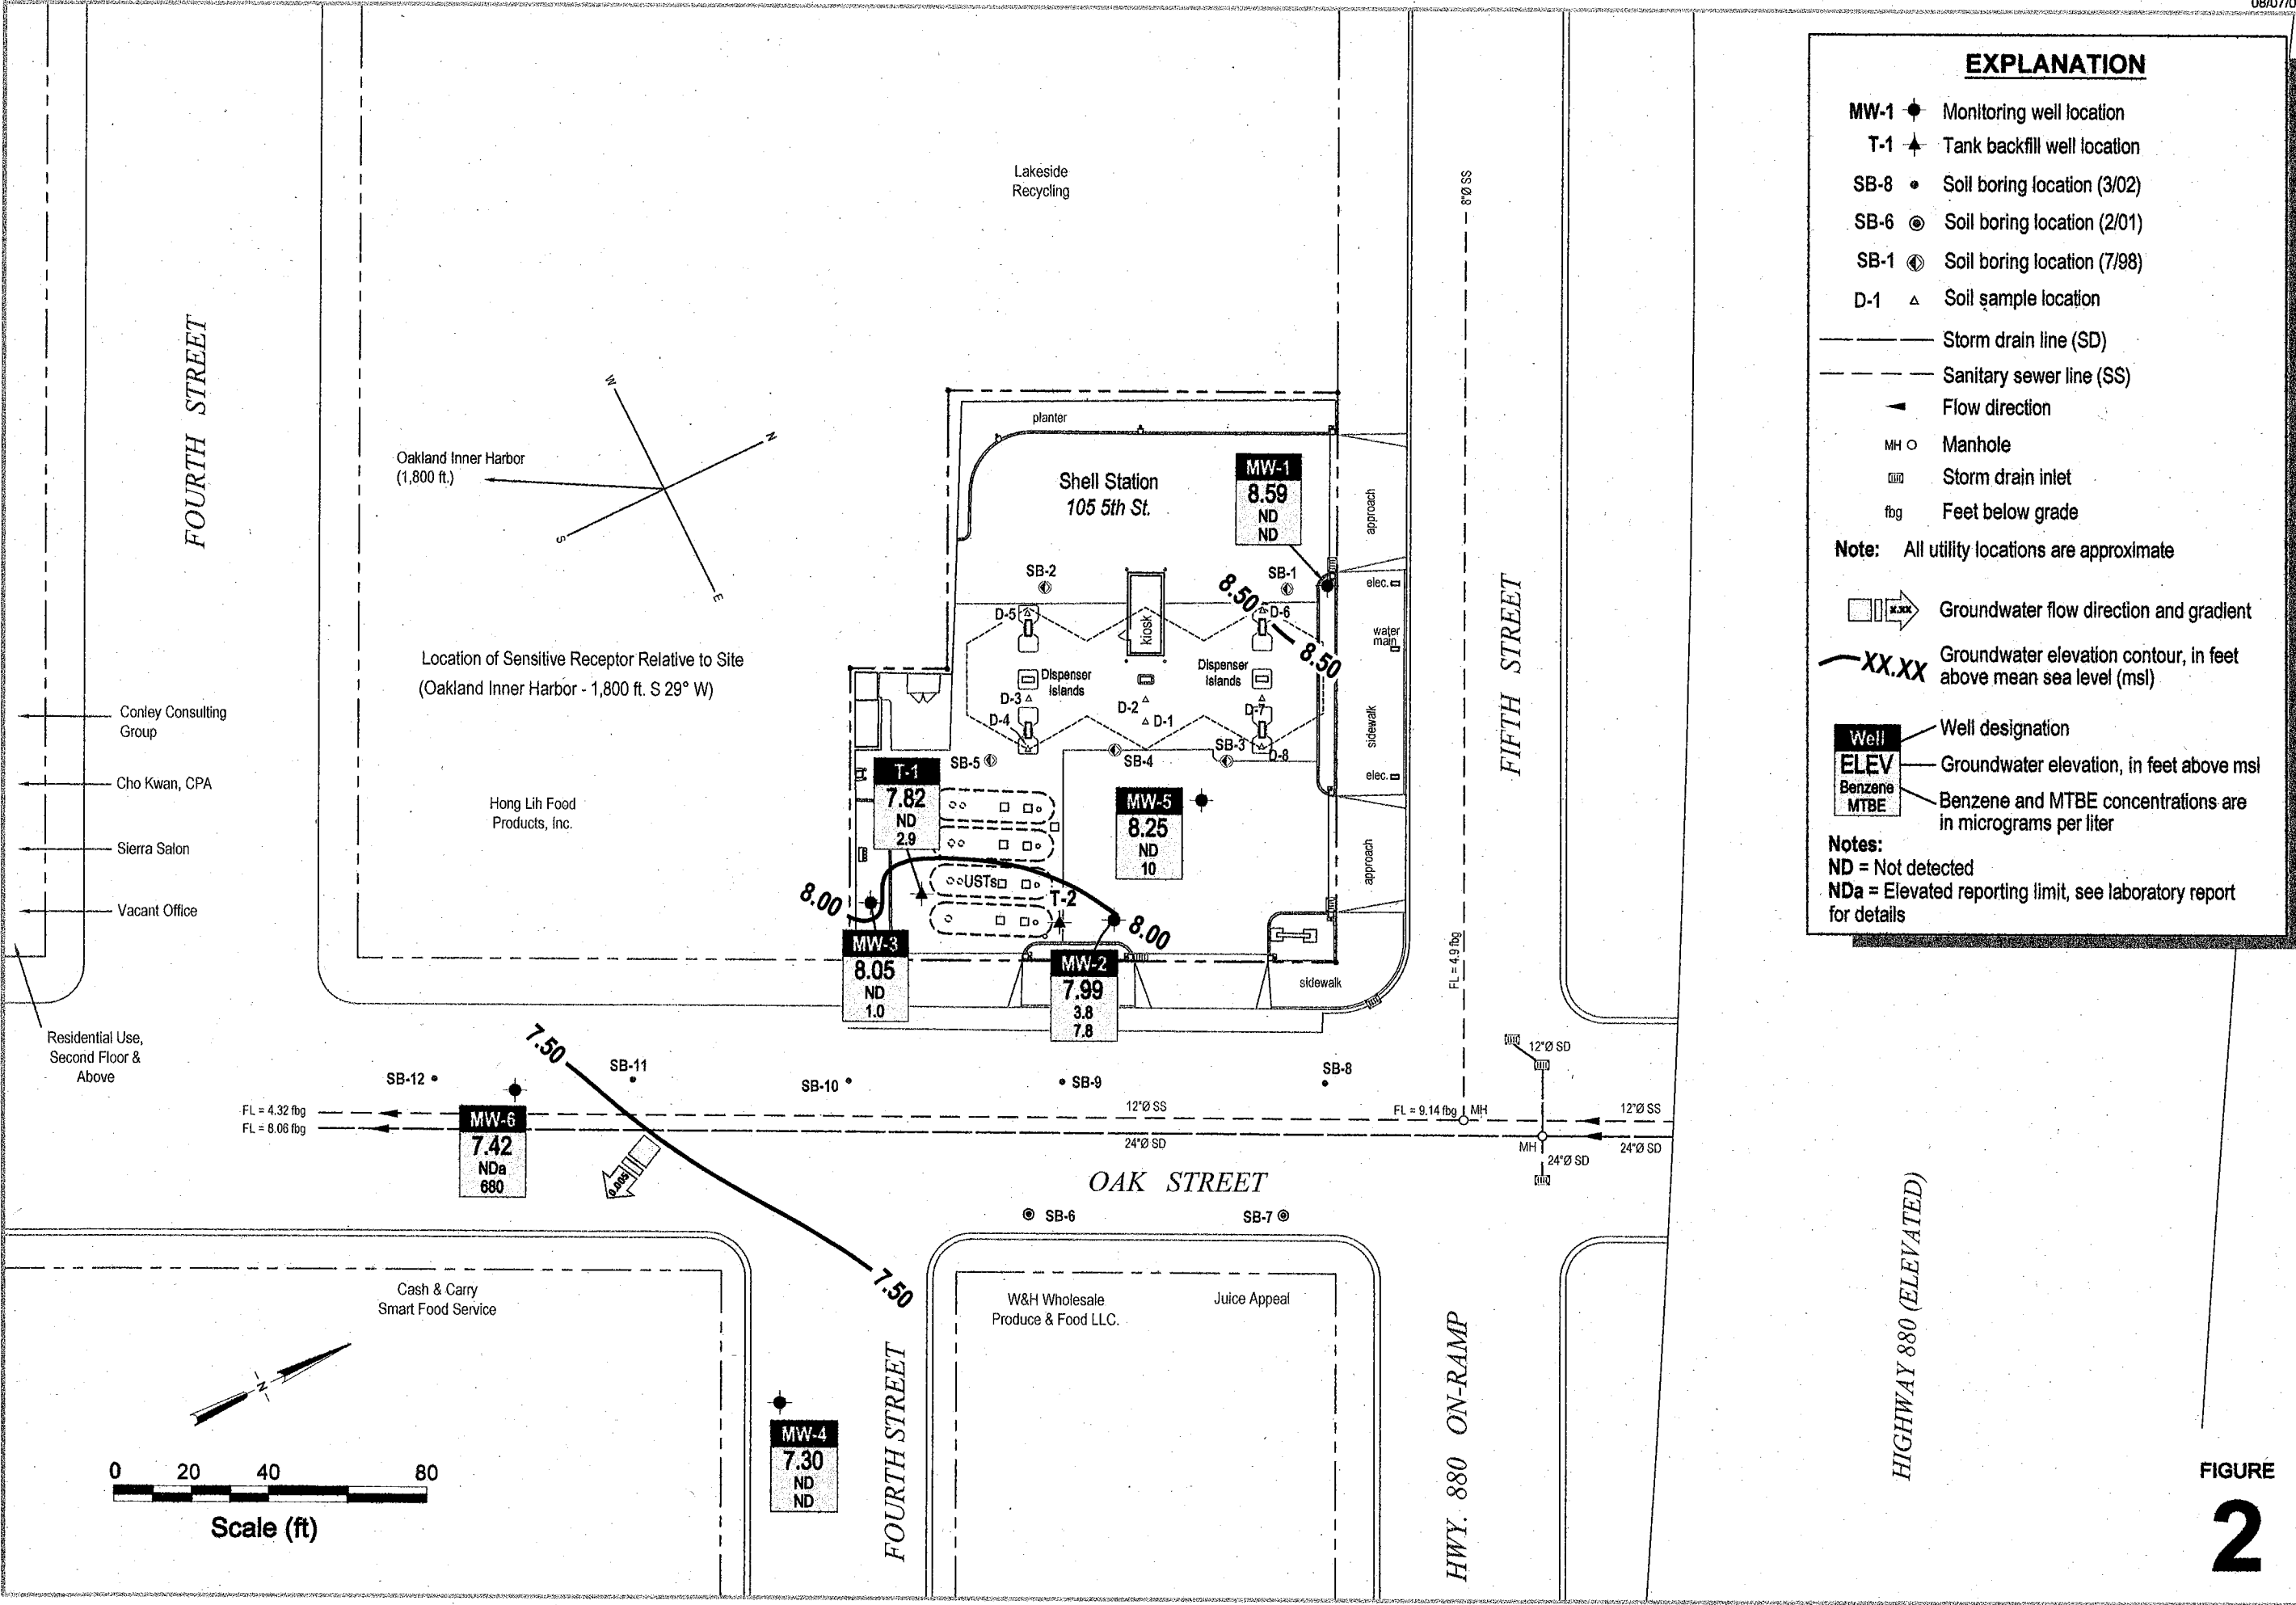 08/07/0
EXPLANATION
MW-1 Monitoring well location
T-1 Tank backfill well location
SB-8 Soil boring location (3/02)
SB-6 Soil boring location (2/01)
SB-1 Soil boring location (7/98)
D-1 Soil sample location
Storm drain line (SD)
Sanitary sewer line (SS)
Flow direction
MH Manhole
Storm drain inlet
fbg Feet below grade
Note: All utility locations are approximate
x.xx Groundwater flow direction and gradient
XX.XX Groundwater elevation contour, in feet
above mean sea level (msl)
Well Well designation
ELEV Groundwater elevation, in feet above msl
Benzene
MTBE
Benzene and MTBE concentrations are
in micrograms per liter
Notes:
ND = Not detected
NDa = Elevated reporting limit, see laboratory report
for details
Lakeside
Recycling
8"Ø SS
FOURTH STREET
W
N
S
E
Oakland Inner Harbor
(1,800 ft.)
Location of Sensitive Receptor Relative to Site
(Oakland Inner Harbor - 1,800 ft. S 29° W)
planter
Shell Station
105 5th St.
MW-1
8.59
ND
ND
approach
SB-2
SB-1
elec.
8.50
D-5
D-6
kiosk
water
main
8.50
FIFTH STREET
Dispenser
Islands
Dispenser
Islands
D-3
D-2
D-7
D-4
D-1
sidewalk
SB-3
D-8
SB-5
SB-4
elec.
Conley Consulting
Group
Cho Kwan, CPA
Sierra Salon
Vacant Office
Hong Lih Food
Products, Inc.
T-1
7.82
ND
2.9
MW-5
8.25
ND
10
approach
USTs
T-2
8.00
8.00
MW-3
8.05
ND
1.0
MW-2
7.99
3.8
7.8
sidewalk
FL = 4.9 fbg
Residential Use,
Second Floor &
Above
7.50
SB-12
SB-11
SB-10
SB-9
SB-8
12"Ø SD
FL = 4.32 fbg
FL = 8.06 fbg
12"Ø SS
FL = 9.14 fbg
MH
12"Ø SS
24"Ø SD
MH
24"Ø SD
24"Ø SD
MW-6
7.42
NDa
680
0.005
OAK STREET
SB-6
SB-7
7.50
Cash & Carry
Smart Food Service
W&H Wholesale
Produce & Food LLC.
Juice Appeal
N
MW-4
7.30
ND
ND
FOURTH STREET
HWY. 880 ON-RAMP
HIGHWAY 880 (ELEVATED)
0 20 40 80
Scale (ft)
FIGURE
2